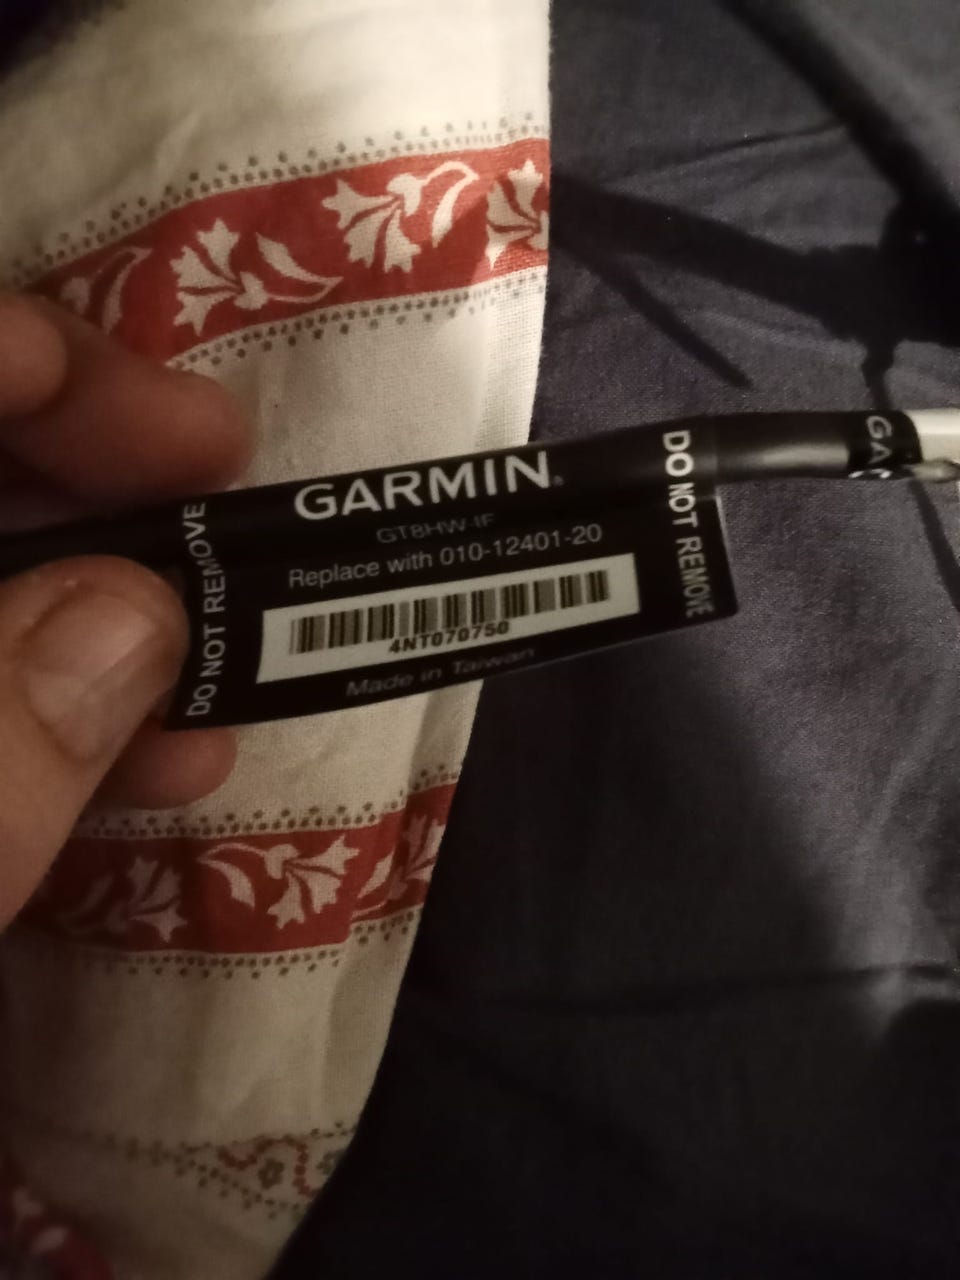 GARMIN®
GT8HW-IF
Replace with 010-12401-20
4NT070750
Made in Taiwan
DO NOT REMOVE
DO NOT REMOVE